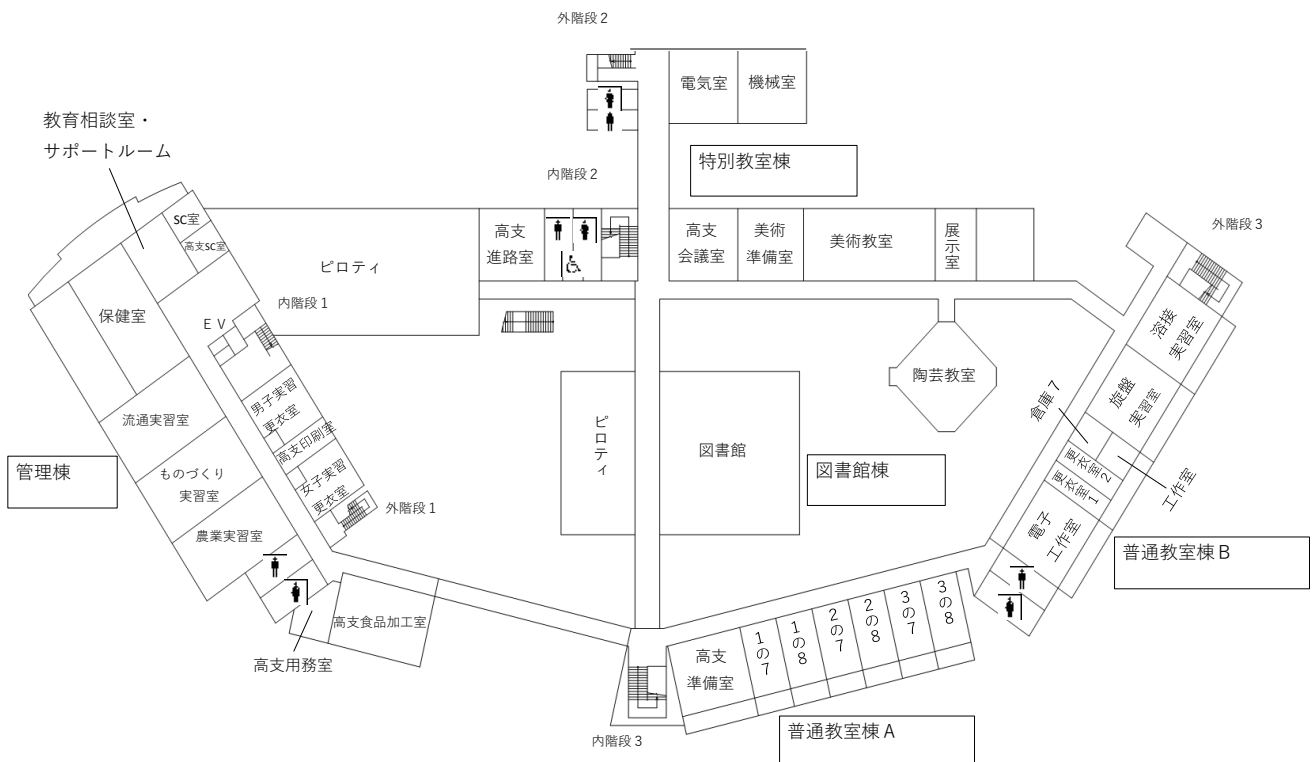 外階段２
電気室
機械室
教育相談室・
サポートルーム
特別教室棟
内階段２
SC室
高支SC室
ピロティ
高支
進路室
高支
会議室
美術
準備室
美術教室
展示室
外階段３
保健室
ＥＶ
内階段１
溶接
実習室
陶芸教室
旋盤
実習室
男子実習
更衣室
倉庫７
流通実習室
高支印刷室
ピロティ
図書館
更衣室２
更衣室１
工作室
管理棟
ものづくり
実習室
女子実習
更衣室
図書館棟
外階段１
農業実習室
電子
工作室
普通教室棟Ｂ
高支食品加工室
高支用務室
高支
準備室
１の７
１の８
２の７
２の８
３の７
３の８
内階段３
普通教室棟Ａ